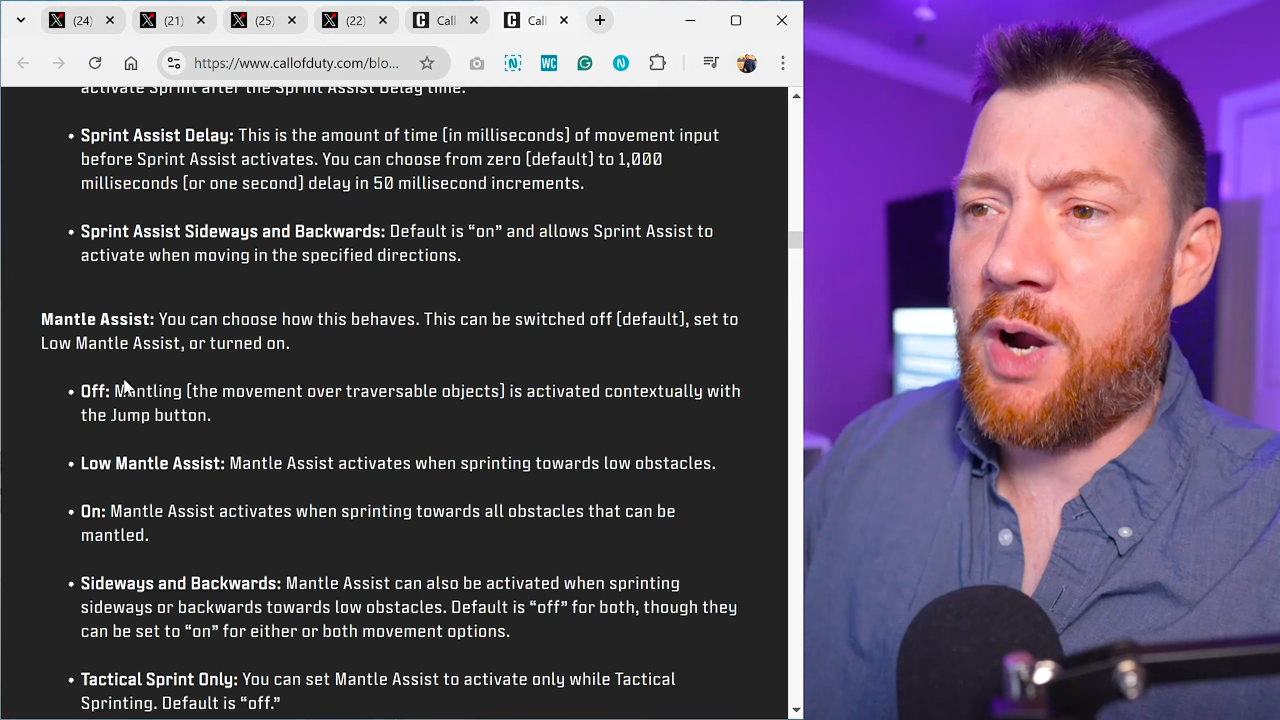 (24)
(21)
(25)
(22)
Call
Call
https://www.callofduty.com/blo...
WC
activate Sprint after the Sprint Assist Delay time.
• Sprint Assist Delay: This is the amount of time [in milliseconds] of movement input
before Sprint Assist activates. You can choose from zero [default] to 1,000
milliseconds [or one second] delay in 50 millisecond increments.
• Sprint Assist Sideways and Backwards: Default is “on” and allows Sprint Assist to
activate when moving in the specified directions.
Mantle Assist: You can choose how this behaves. This can be switched off [default], set to
Low Mantle Assist, or turned on.
• Off: Mantling [the movement over traversable objects] is activated contextually with
the Jump button.
• Low Mantle Assist: Mantle Assist activates when sprinting towards low obstacles.
• On: Mantle Assist activates when sprinting towards all obstacles that can be
mantled.
• Sideways and Backwards: Mantle Assist can also be activated when sprinting
sideways or backwards towards low obstacles. Default is “off” for both, though they
can be set to “on” for either or both movement options.
• Tactical Sprint Only: You can set Mantle Assist to activate only while Tactical
Sprinting. Default is “off.”